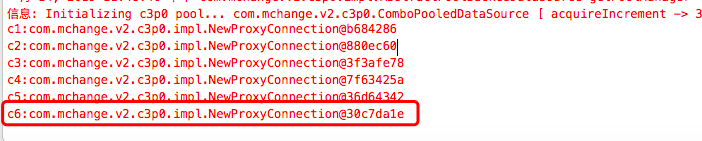 信息: Initializing c3p0 pool... com.mchange.v2.c3p0.ComboPooledDataSource [ acquireIncrement -> 3
c1:com.mchange.v2.c3p0.impl.NewProxyConnection@b684286
c2:com.mchange.v2.c3p0.impl.NewProxyConnection@880ec60
c3:com.mchange.v2.c3p0.impl.NewProxyConnection@3f3afe78
c4:com.mchange.v2.c3p0.impl.NewProxyConnection@7f63425a
c5:com.mchange.v2.c3p0.impl.NewProxyConnection@36d64342
c6:com.mchange.v2.c3p0.impl.NewProxyConnection@30c7da1e